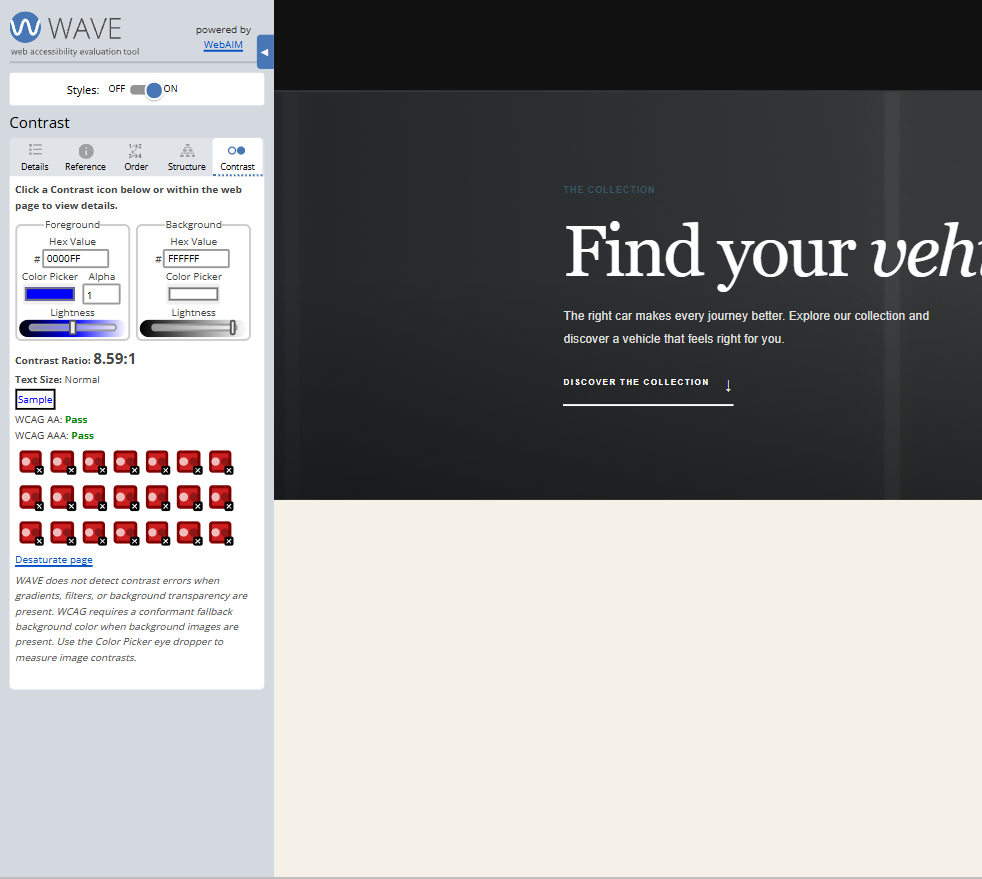 WAVE
web accessibility evaluation tool
powered by
WebAIM
Styles: OFF ON
Contrast
Details Reference Order Structure Contrast
Click a Contrast icon below or within the web
page to view details.
Foreground Background
Hex Value Hex Value
# 0000FF # FFFFFF
Color Picker Alpha Color Picker
1
Lightness Lightness
Contrast Ratio: 8.59:1
Text Size: Normal
Sample
WCAG AA: Pass
WCAG AAA: Pass
Desaturate page
WAVE does not detect contrast errors when
gradients, filters, or background transparency are
present. WCAG requires a conformant fallback
background color when background images are
present. Use the Color Picker eye dropper to
measure image contrasts.
THE COLLECTION
Find your
The right car makes every journey better. Explore our collection and
discover a vehicle that feels right for you.
DISCOVER THE COLLECTION ↓